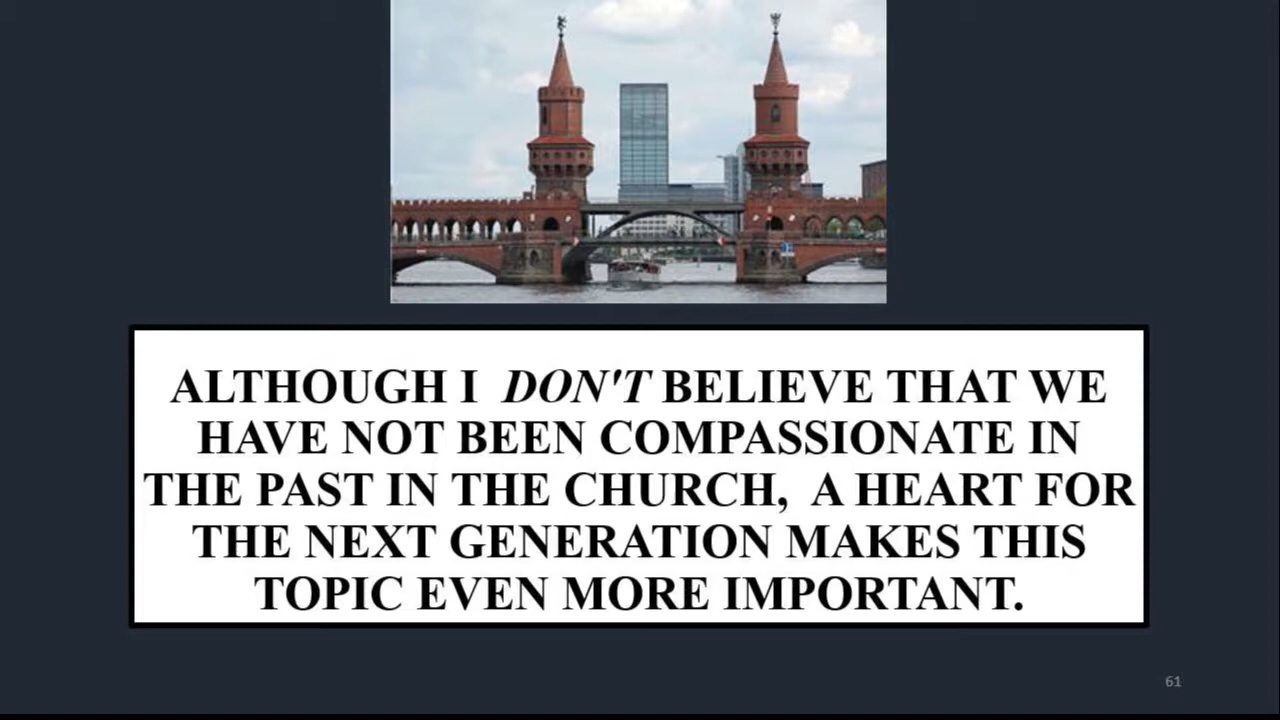 ALTHOUGH I DON'T BELIEVE THAT WE
HAVE NOT BEEN COMPASSIONATE IN
THE PAST IN THE CHURCH, A HEART FOR
THE NEXT GENERATION MAKES THIS
TOPIC EVEN MORE IMPORTANT.
61